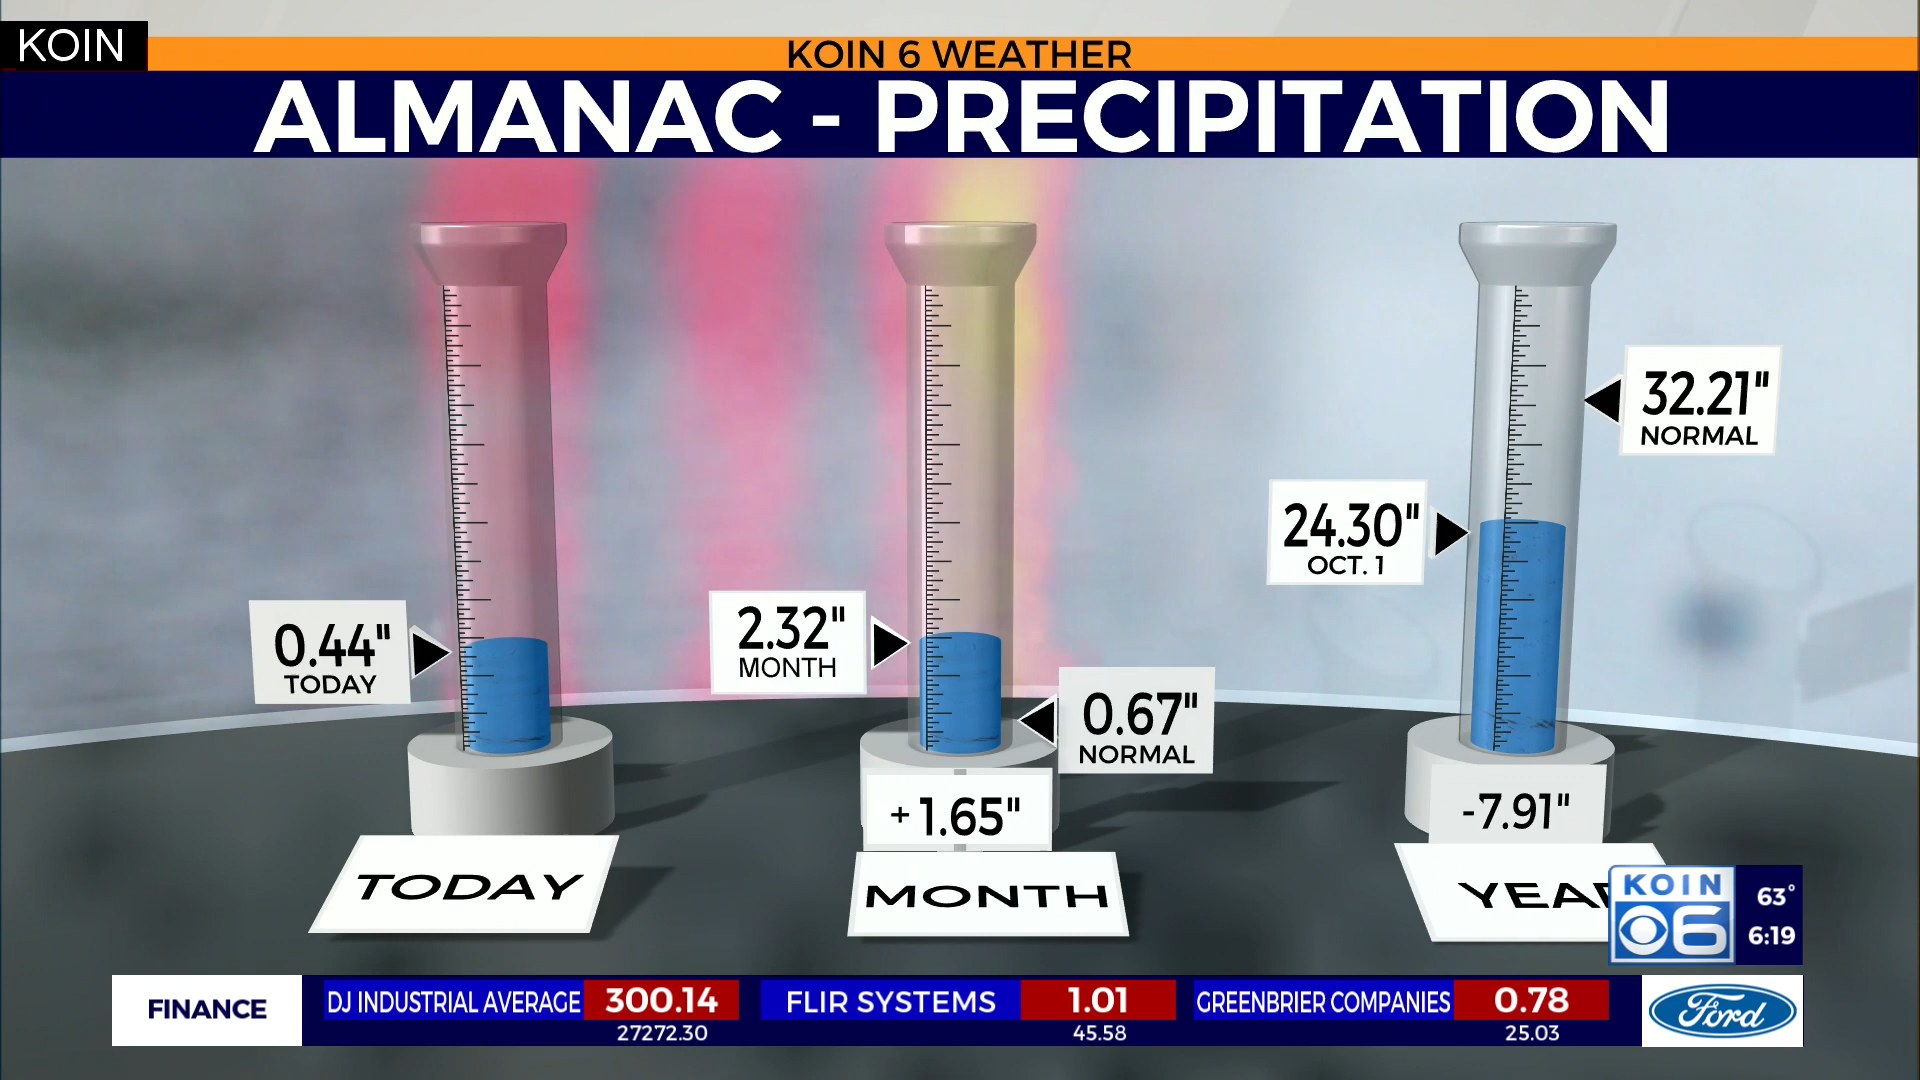 KOIN
KOIN 6 WEATHER
ALMANAC - PRECIPITATION
32.21"
NORMAL
24.30"
OCT. 1
0.44"
TODAY
2.32"
MONTH
0.67"
NORMAL
+1.65"
-7.91"
TODAY
MONTH
YEA
KOIN
6
63°
6:19
FINANCE
DJ INDUSTRIAL AVERAGE 300.14
27272.30
FLIR SYSTEMS 1.01
45.58
GREENBRIER COMPANIES 0.78
25.03
Ford